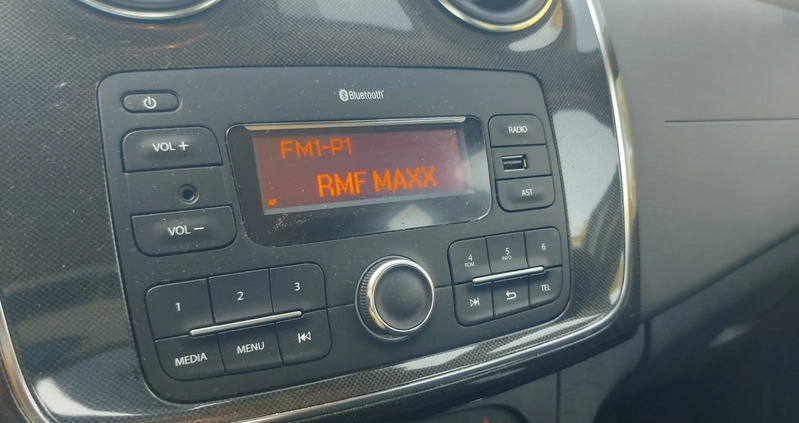 Bluetooth
VOL +
VOL −
FM1-P1
RMF MAXX
AF
RADIO
AST
1
2
3
MEDIA
MENU
4
RDM
5
INFO
6
TEL